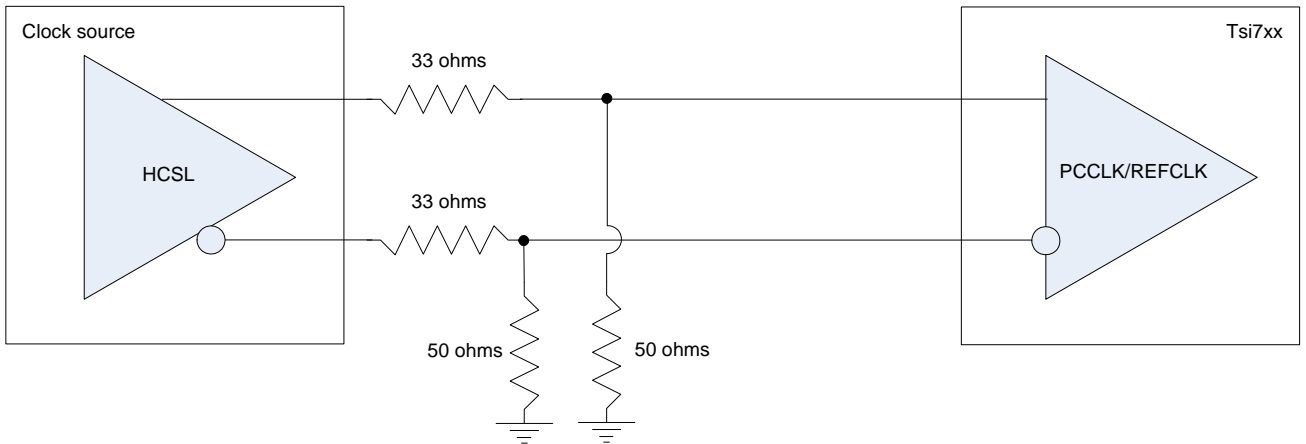 Clock source
Tsi7xx
33 ohms
HCSL
PCCLK/REFCLK
33 ohms
50 ohms
50 ohms